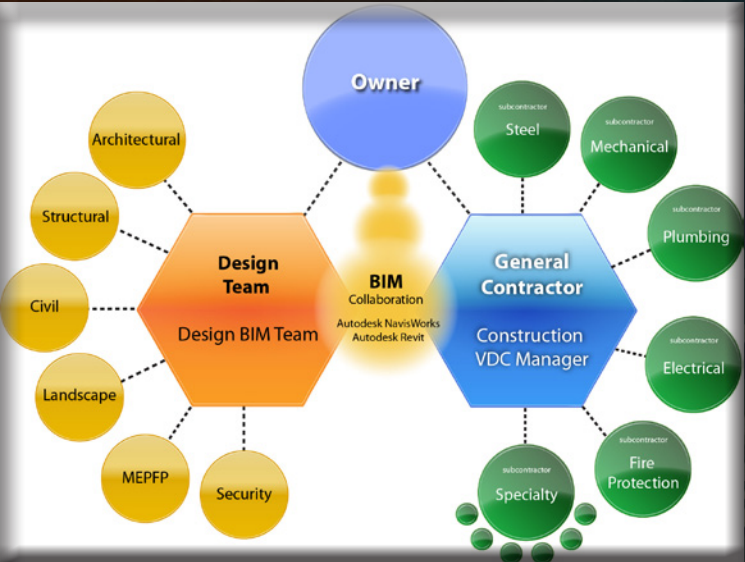 Owner
Architectural
Structural
Civil
Landscape
MEPFP
Security
Design
Team
Design BIM Team
BIM
Collaboration
Autodesk NavisWorks
Autodesk Revit
General
Contractor
Construction
VDC Manager
subcontractor
Steel
subcontractor
Mechanical
subcontractor
Plumbing
subcontractor
Electrical
subcontractor
Fire
Protection
subcontractor
Specialty